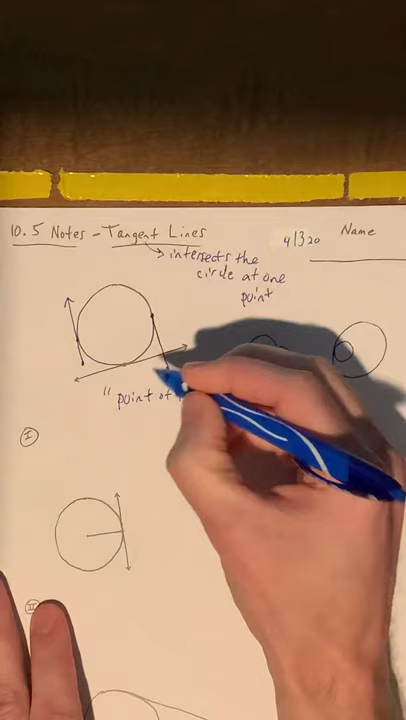 10.5 Notes - Tangent Lines
4/3 20
Name
intersects the
circle at one
point
"point of
I
II